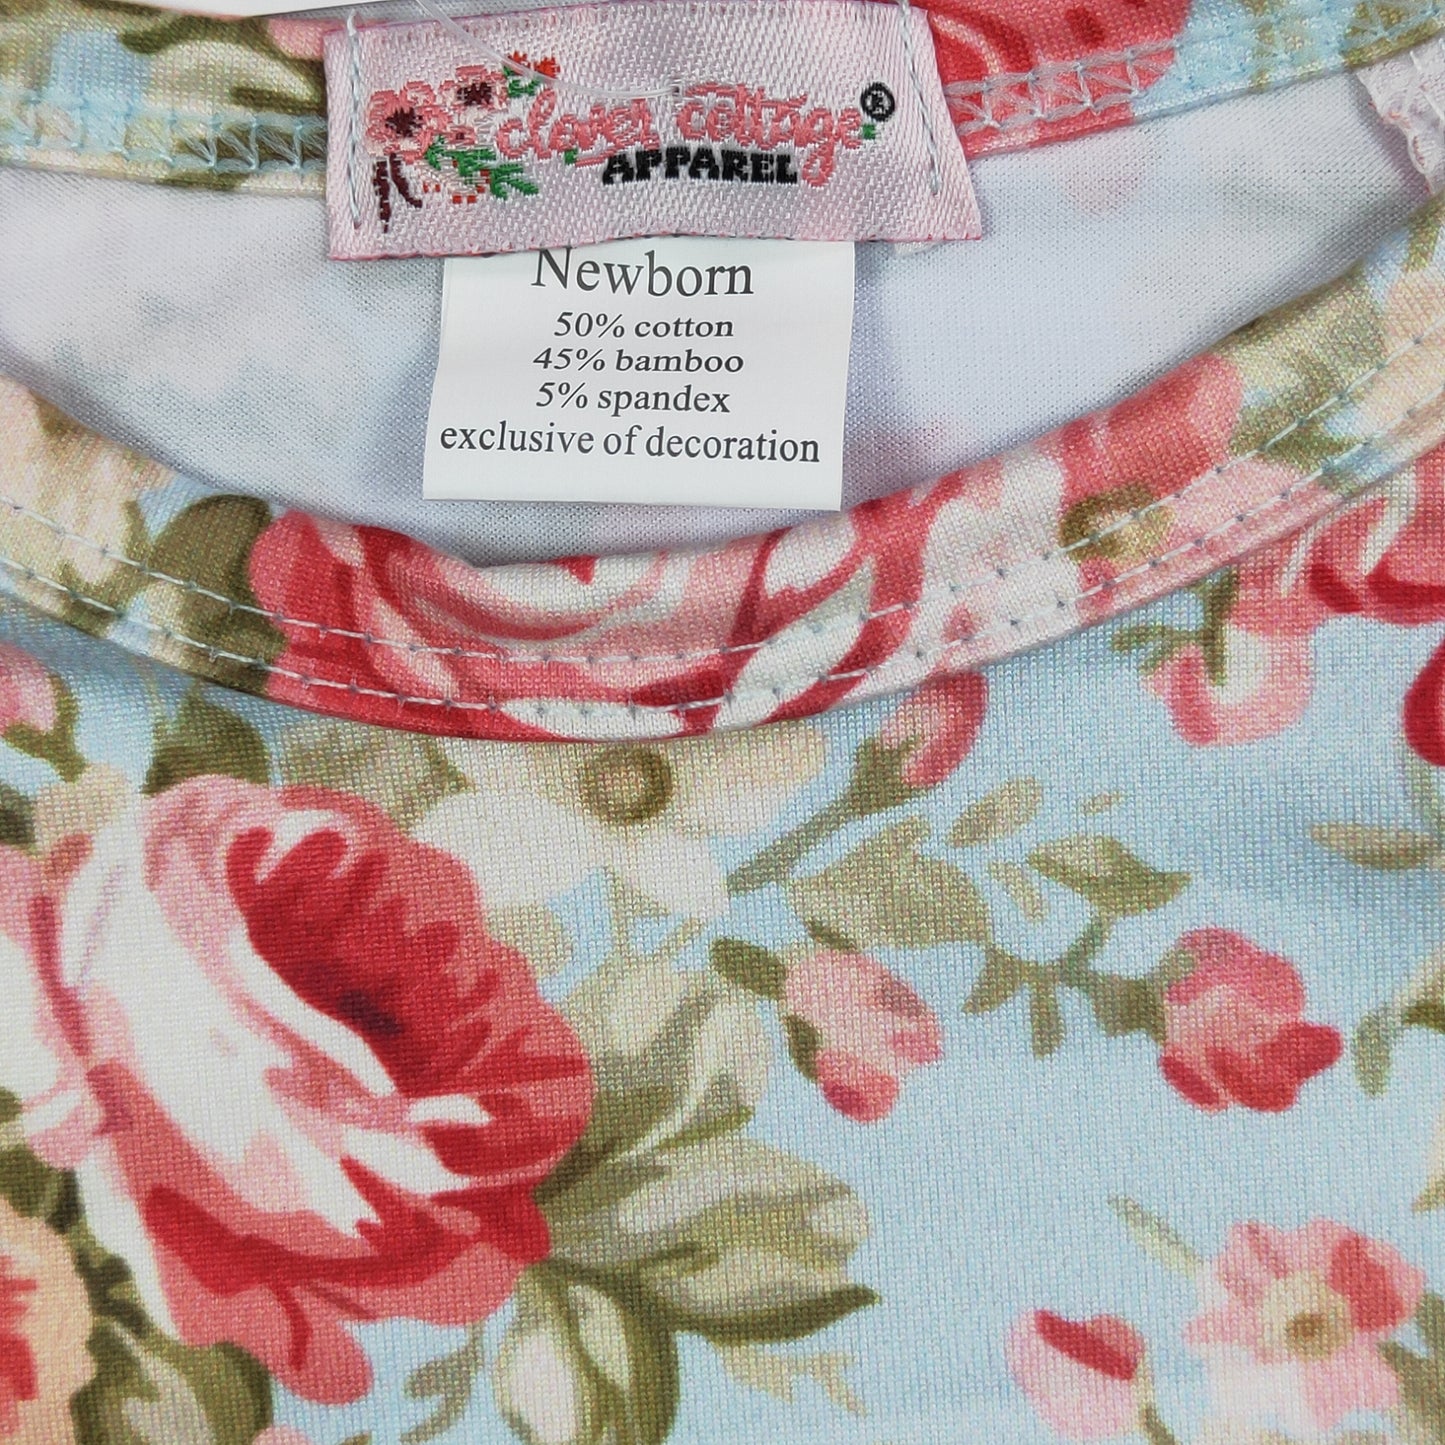 clover cottage ®
APPAREL
Newborn
50% cotton
45% bamboo
5% spandex
exclusive of decoration